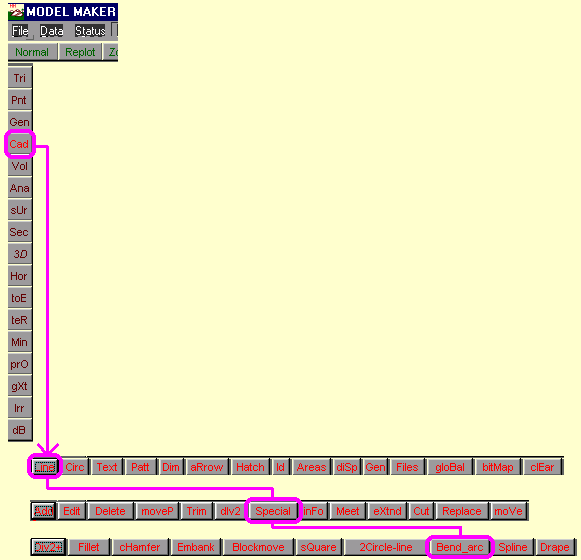 MODEL MAKER
File Data Status
Normal Replot Zo
Tri
Pnt
Gen
Cad
Vol
Ana
sUr
Sec
3D
Hor
toE
teR
Min
prO
gXt
Irr
dB
Line Circ Text Patt Dim aRrow Hatch Id Areas diSp Gen Files gloBal bitMap clEar
Add Edit Delete moveP Trim dIv2 Special inFo Meet eXtnd Cut Replace moVe
Fillet cHamfer Embank Blockmove sQuare 2Circle-line Bend_arc Spline Drape